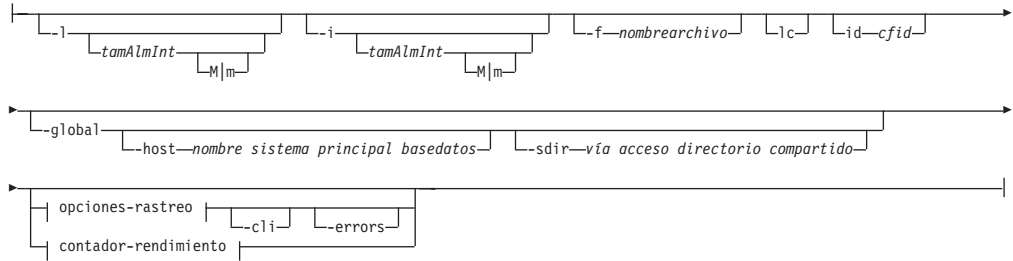 -l -i -f nombrearchivo lc id cfid
tamAlmInt tamAlmInt
M|m M|m
-global
-host nombre sistema principal basedatos -sdir vía acceso directorio compartido
opciones-rastreo
-cli -errors
contador-rendimiento